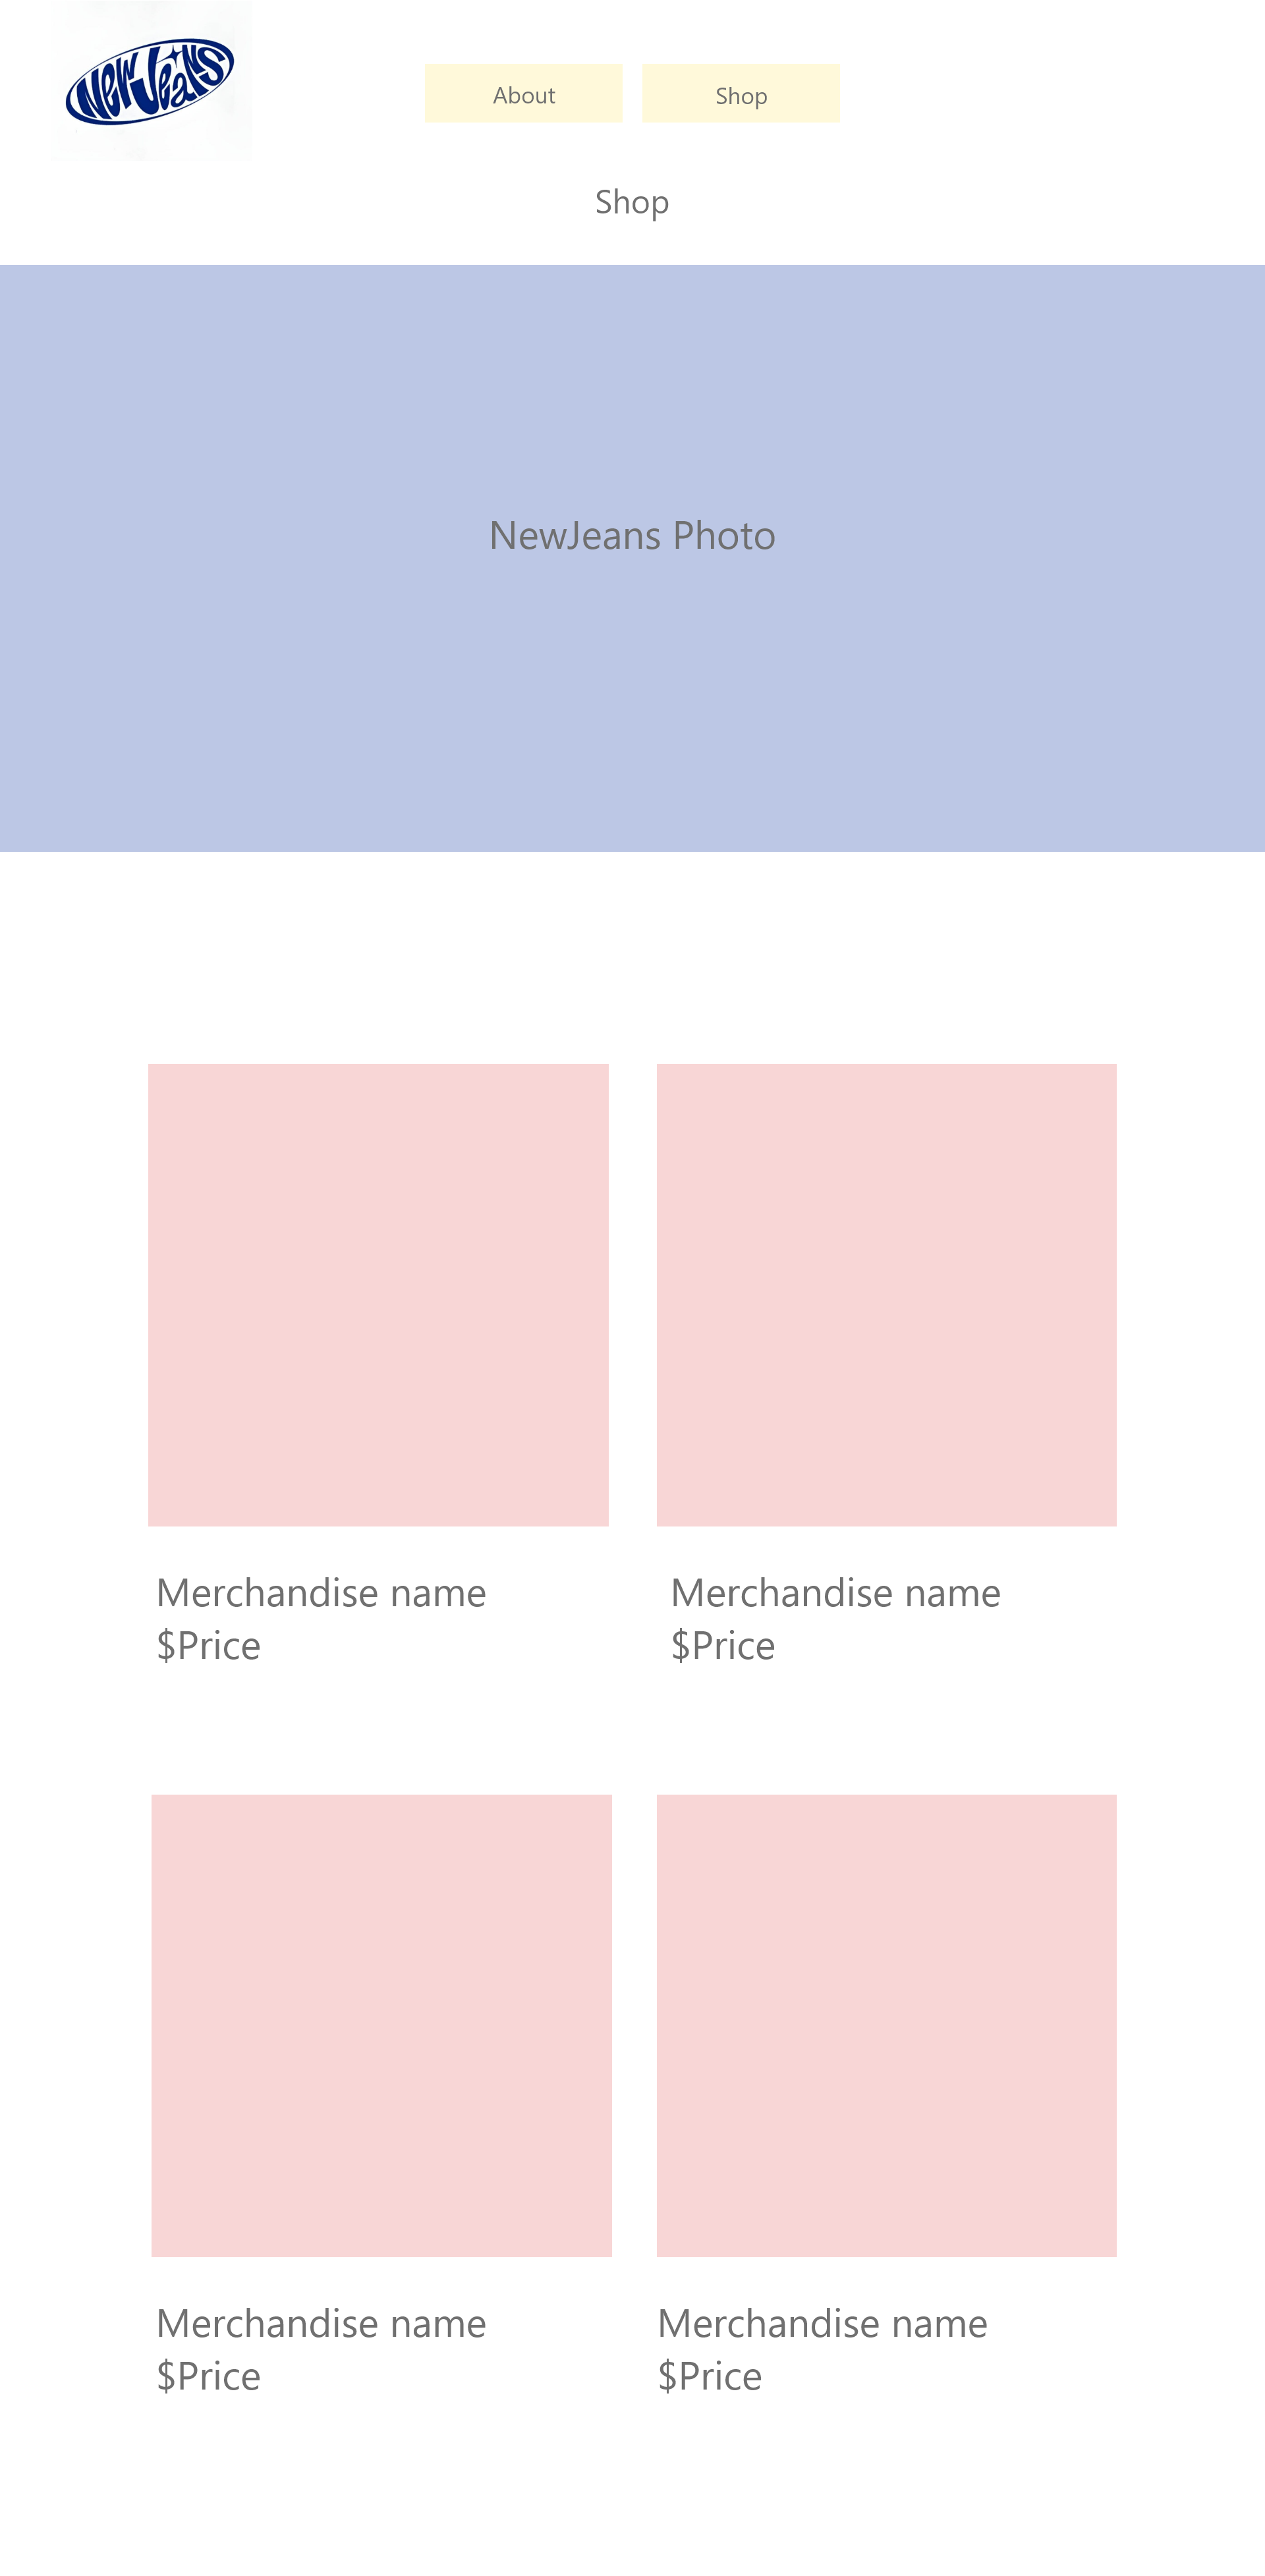 NewJeans
About
Shop
Shop
NewJeans Photo
Merchandise name
$Price
Merchandise name
$Price
Merchandise name
$Price
Merchandise name
$Price